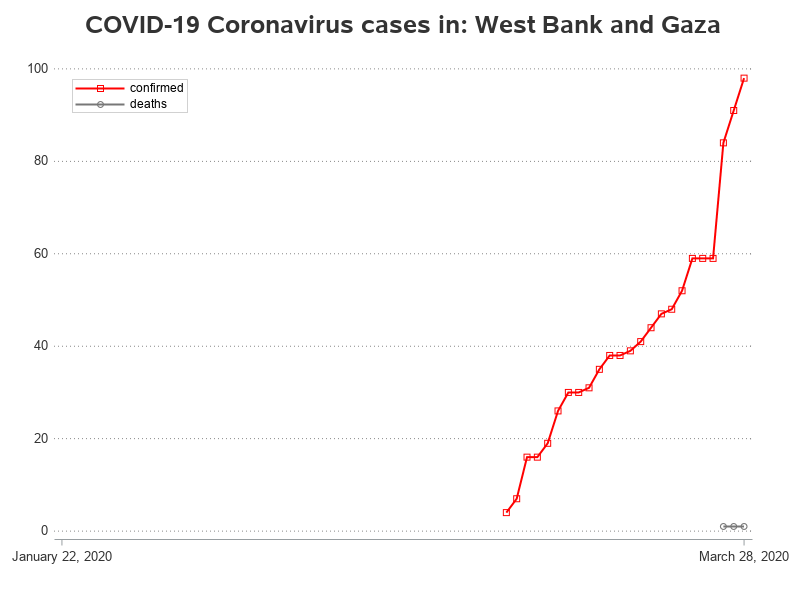 COVID-19 Coronavirus cases in: West Bank and Gaza
100
confirmed
deaths
80
60
40
20
0
January 22, 2020
March 28, 2020